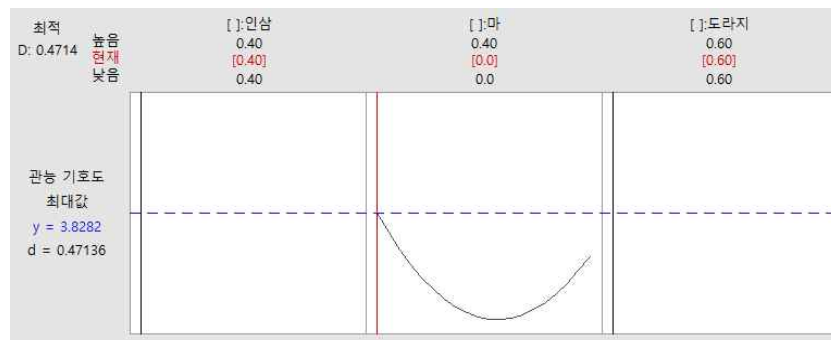 최적
D: 0.4714
높음
현재
낮음
[ ]:인삼
0.40
[0.40]
0.40
[ ]:마
0.40
[0.0]
0.0
[ ]:도라지
0.60
[0.60]
0.60
관능 기호도
최대값
y = 3.8282
d = 0.47136